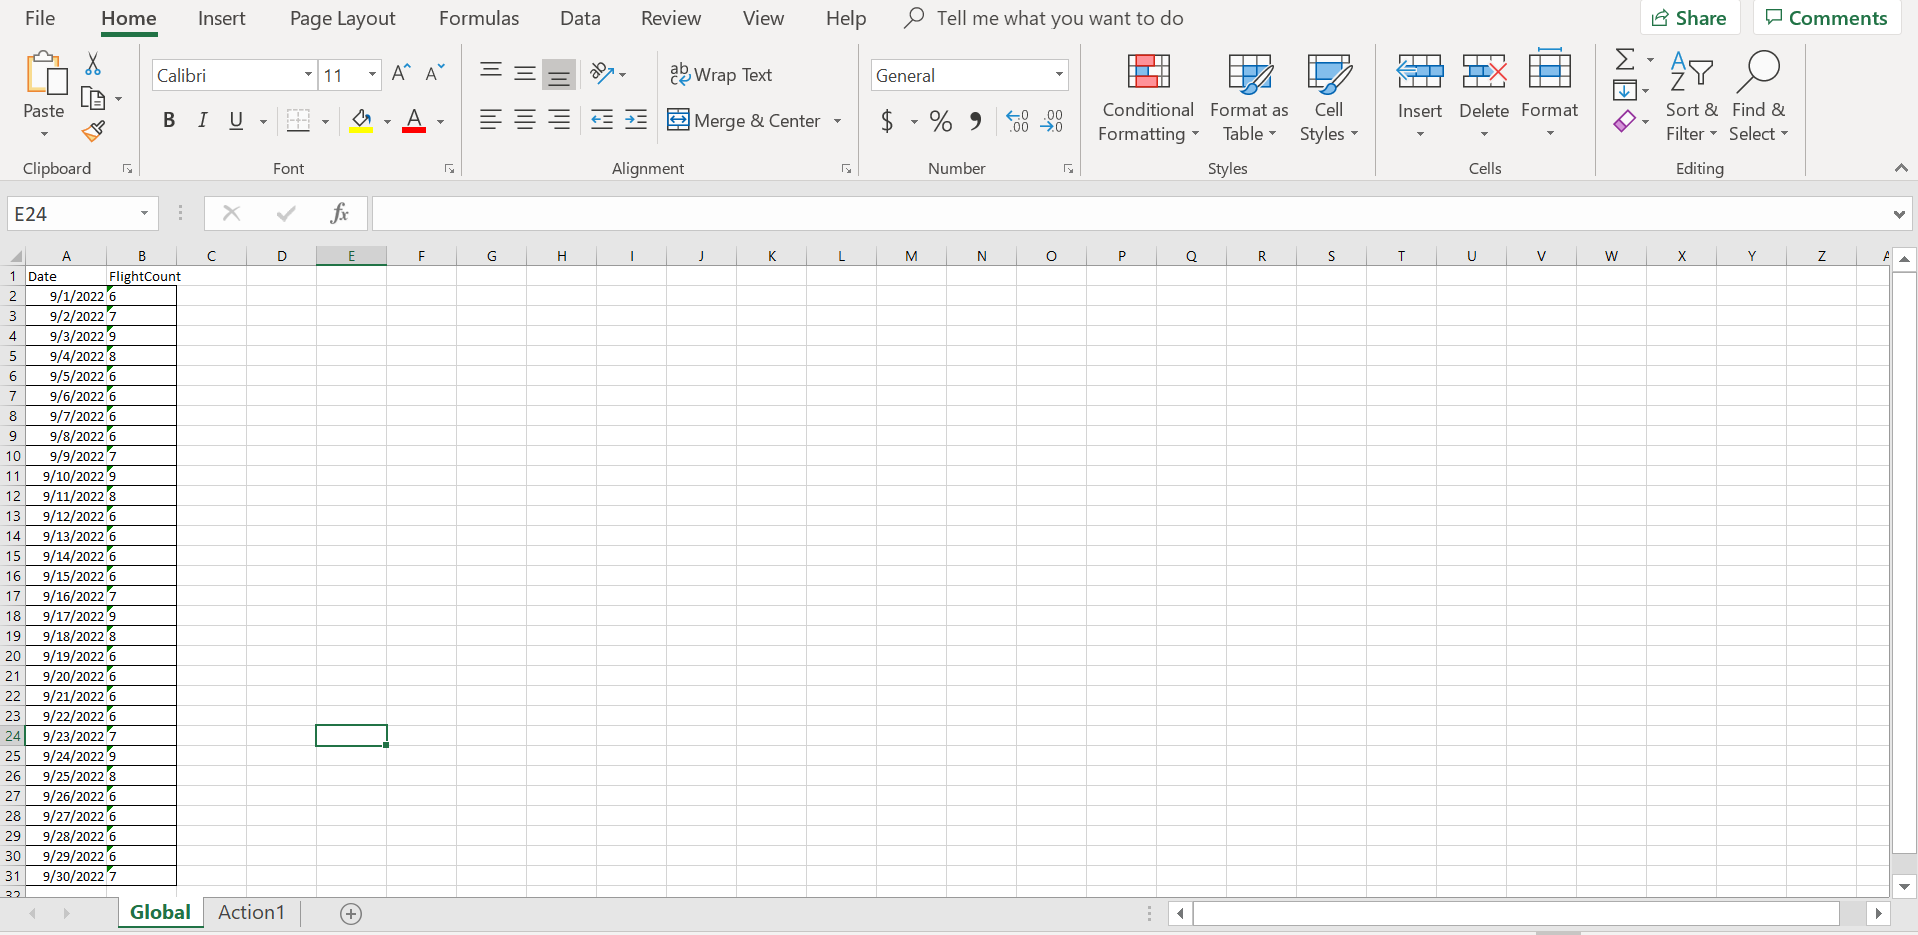 File Home Insert Page Layout Formulas Data Review View Help Tell me what you want to do Share Comments
Calibri 11 ab Wrap Text General
Paste B I U A Merge & Center $ % Conditional Formatting Format as Table Cell Styles Insert Delete Format Sort & Filter Find & Select
Clipboard Font Alignment Number Styles Cells Editing
E24 fx
A B C D E F G H I J K L M N O P Q R S T U V W X Y Z
1 Date FlightCount
2 9/1/2022 6
3 9/2/2022 7
4 9/3/2022 9
5 9/4/2022 8
6 9/5/2022 6
7 9/6/2022 6
8 9/7/2022 6
9 9/8/2022 6
10 9/9/2022 7
11 9/10/2022 9
12 9/11/2022 8
13 9/12/2022 6
14 9/13/2022 6
15 9/14/2022 6
16 9/15/2022 6
17 9/16/2022 7
18 9/17/2022 9
19 9/18/2022 8
20 9/19/2022 6
21 9/20/2022 6
22 9/21/2022 6
23 9/22/2022 6
24 9/23/2022 7
25 9/24/2022 9
26 9/25/2022 8
27 9/26/2022 6
28 9/27/2022 6
29 9/28/2022 6
30 9/29/2022 6
31 9/30/2022 7
32
Global Action1